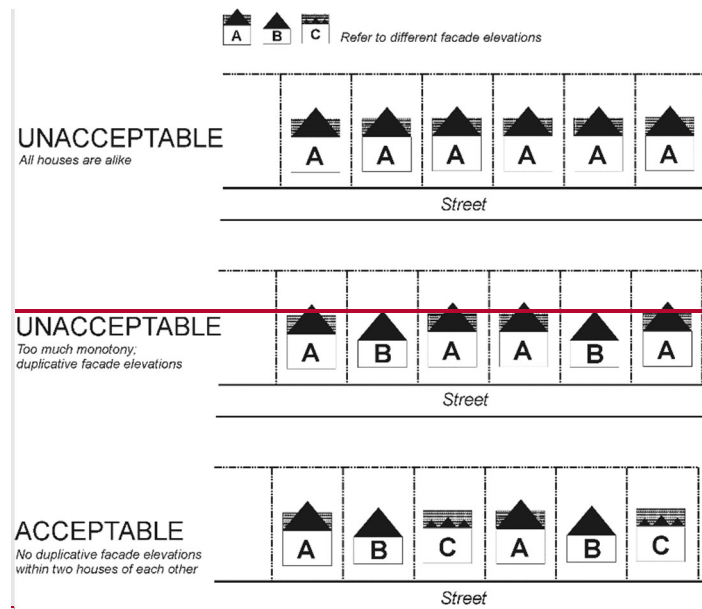 A B C Refer to different facade elevations
UNACCEPTABLE
All houses are alike
A A A A A A
Street
UNACCEPTABLE
Too much monotony;
duplicative facade elevations
A B A A B A
Street
ACCEPTABLE
No duplicative facade elevations
within two houses of each other
A B C A B C
Street